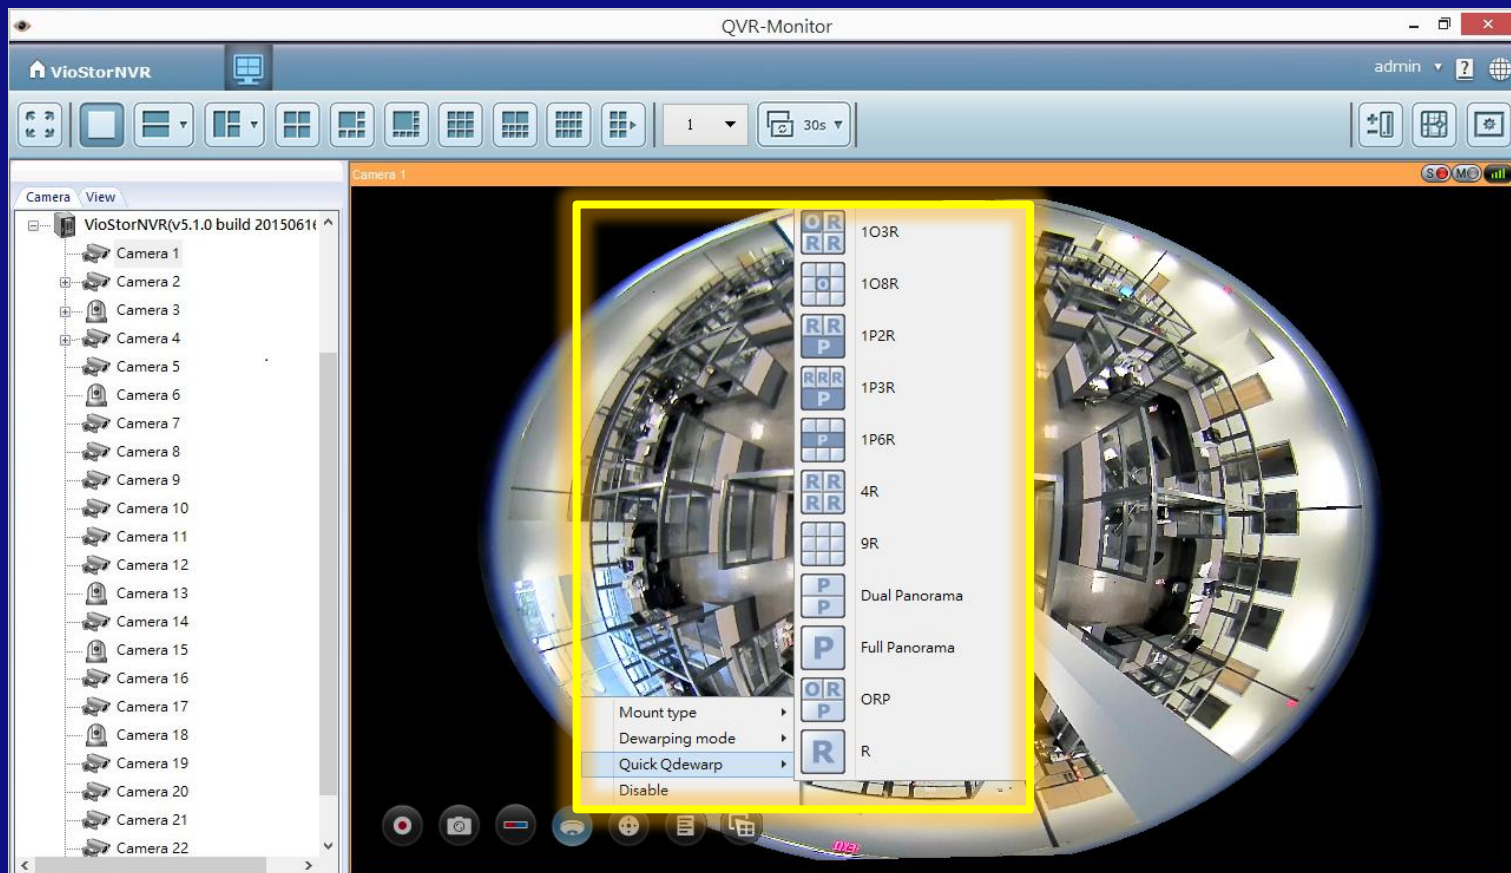 QVR-Monitor
VioStorNVR
admin
?
1
30s
Camera 1
S
M
Camera
View
VioStorNVR(v5.1.0 build 2015061
Camera 1
Camera 2
Camera 3
Camera 4
Camera 5
Camera 6
Camera 7
Camera 8
Camera 9
Camera 10
Camera 11
Camera 12
Camera 13
Camera 14
Camera 15
Camera 16
Camera 17
Camera 18
Camera 19
Camera 20
Camera 21
Camera 22
O R
R R
1O3R
O
1O8R
R R
P
1P2R
R R R
P
1P3R
P
1P6R
R R
R R
4R
9R
P
P
Dual Panorama
P
Full Panorama
O R
P
ORP
R
R
Mount type
Dewarping mode
Quick Qdewarp
Disable